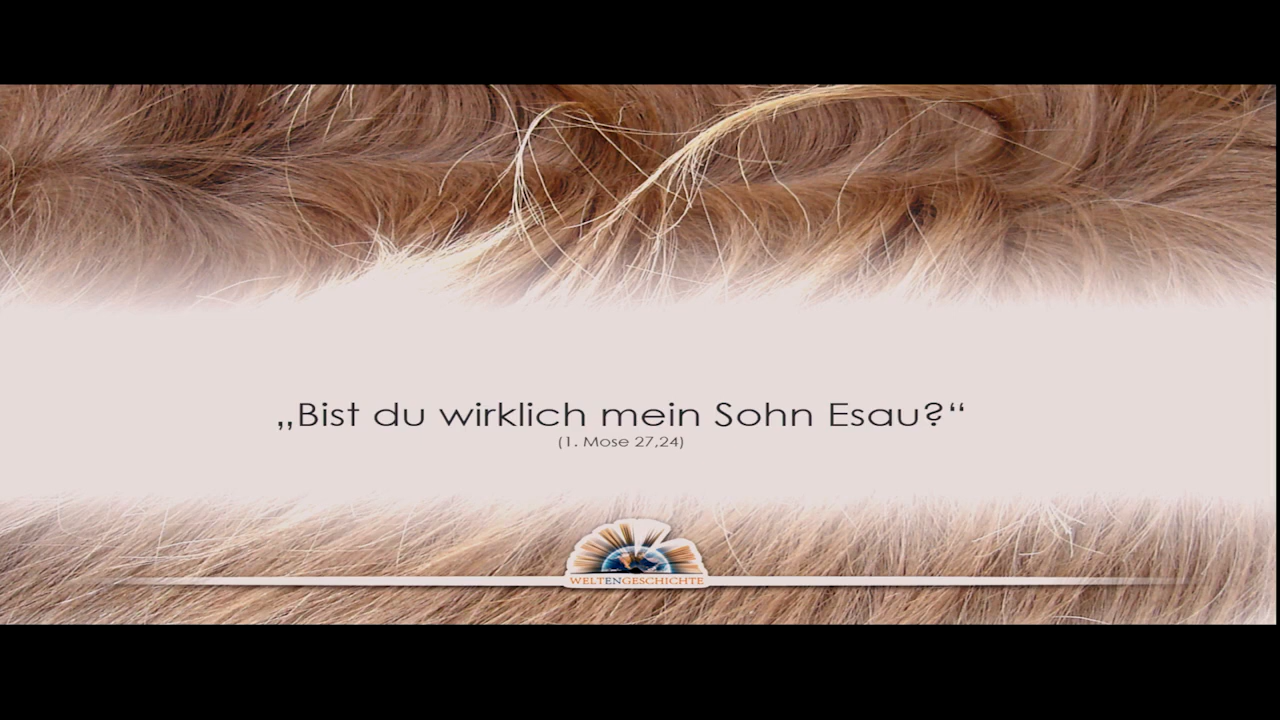 „Bist du wirklich mein Sohn Esau?“
(1. Mose 27,24)
WELTENGESCHICHTE